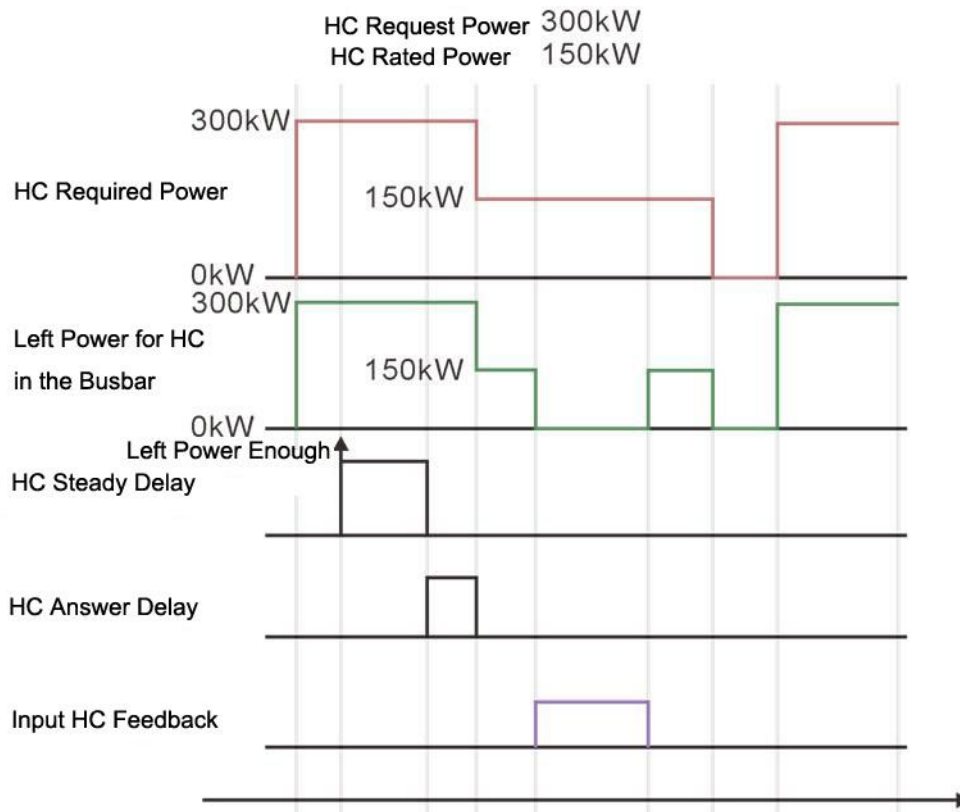 HC Request Power 300kW
HC Rated Power 150kW
300kW
HC Required Power
150kW
0kW
300kW
Left Power for HC
in the Busbar
150kW
0kW
Left Power Enough
HC Steady Delay
HC Answer Delay
Input HC Feedback